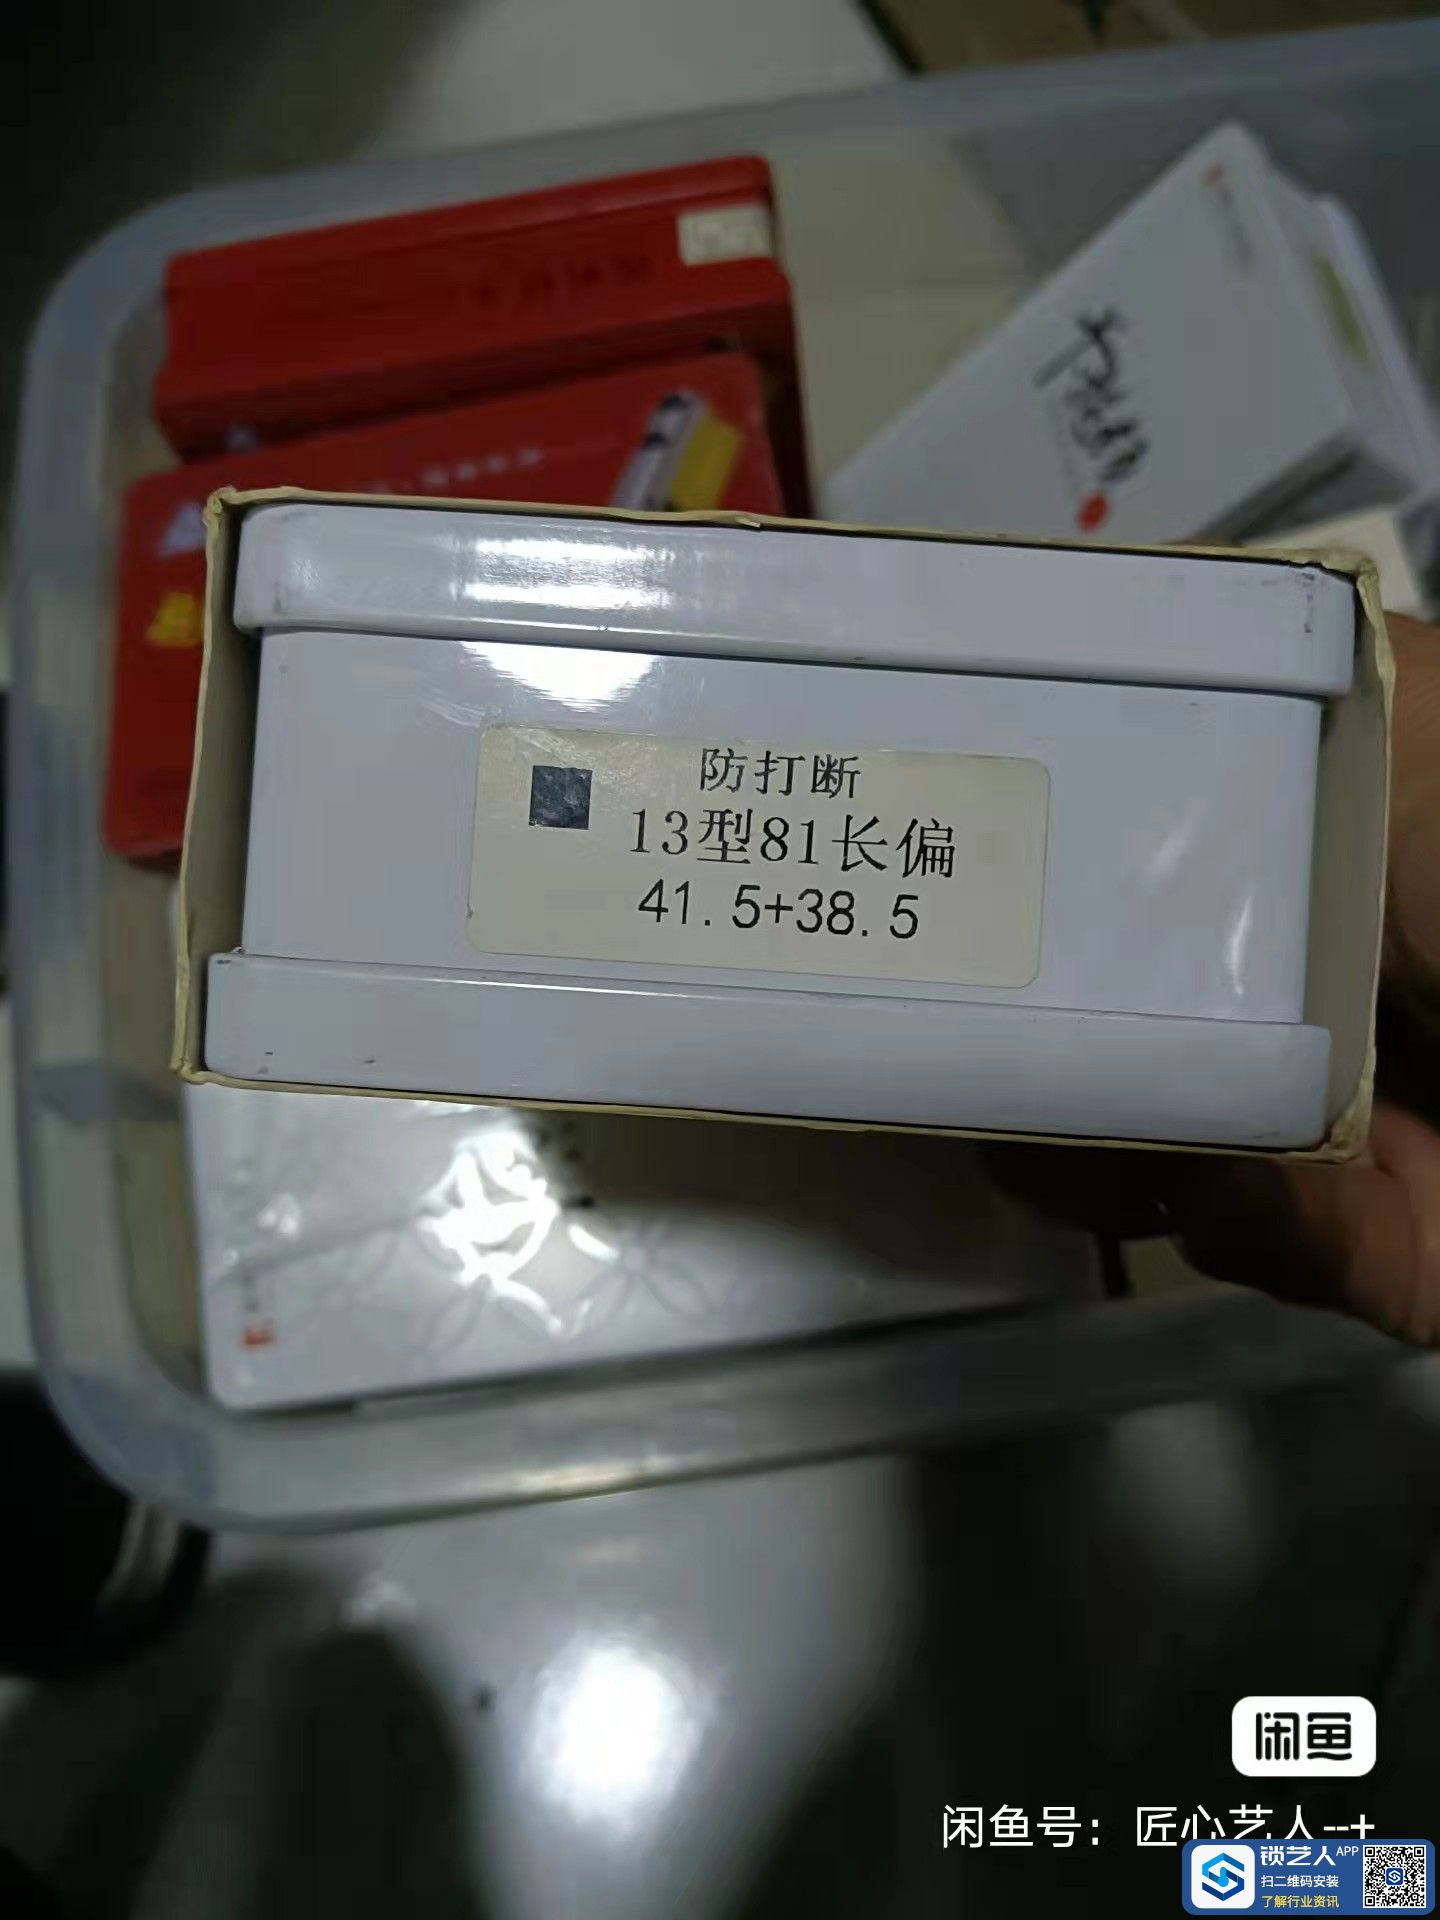 防打断
13型81长偏
41.5+38.5
闲鱼
闲鱼号：匠心艺人--+
锁艺人APP
扫二维码安装
了解行业资讯